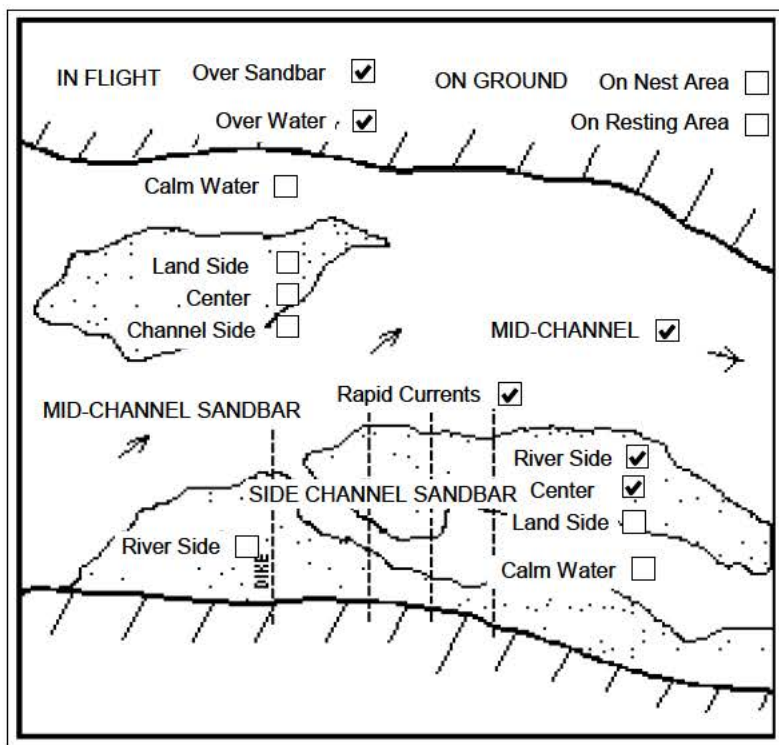 IN FLIGHT Over Sandbar ON GROUND On Nest Area
Over Water On Resting Area
Calm Water
Land Side
Center
Channel Side
MID-CHANNEL
Rapid Currents
MID-CHANNEL SANDBAR
River Side
SIDE CHANNEL SANDBAR Center
Land Side
River Side
DIKE
Calm Water